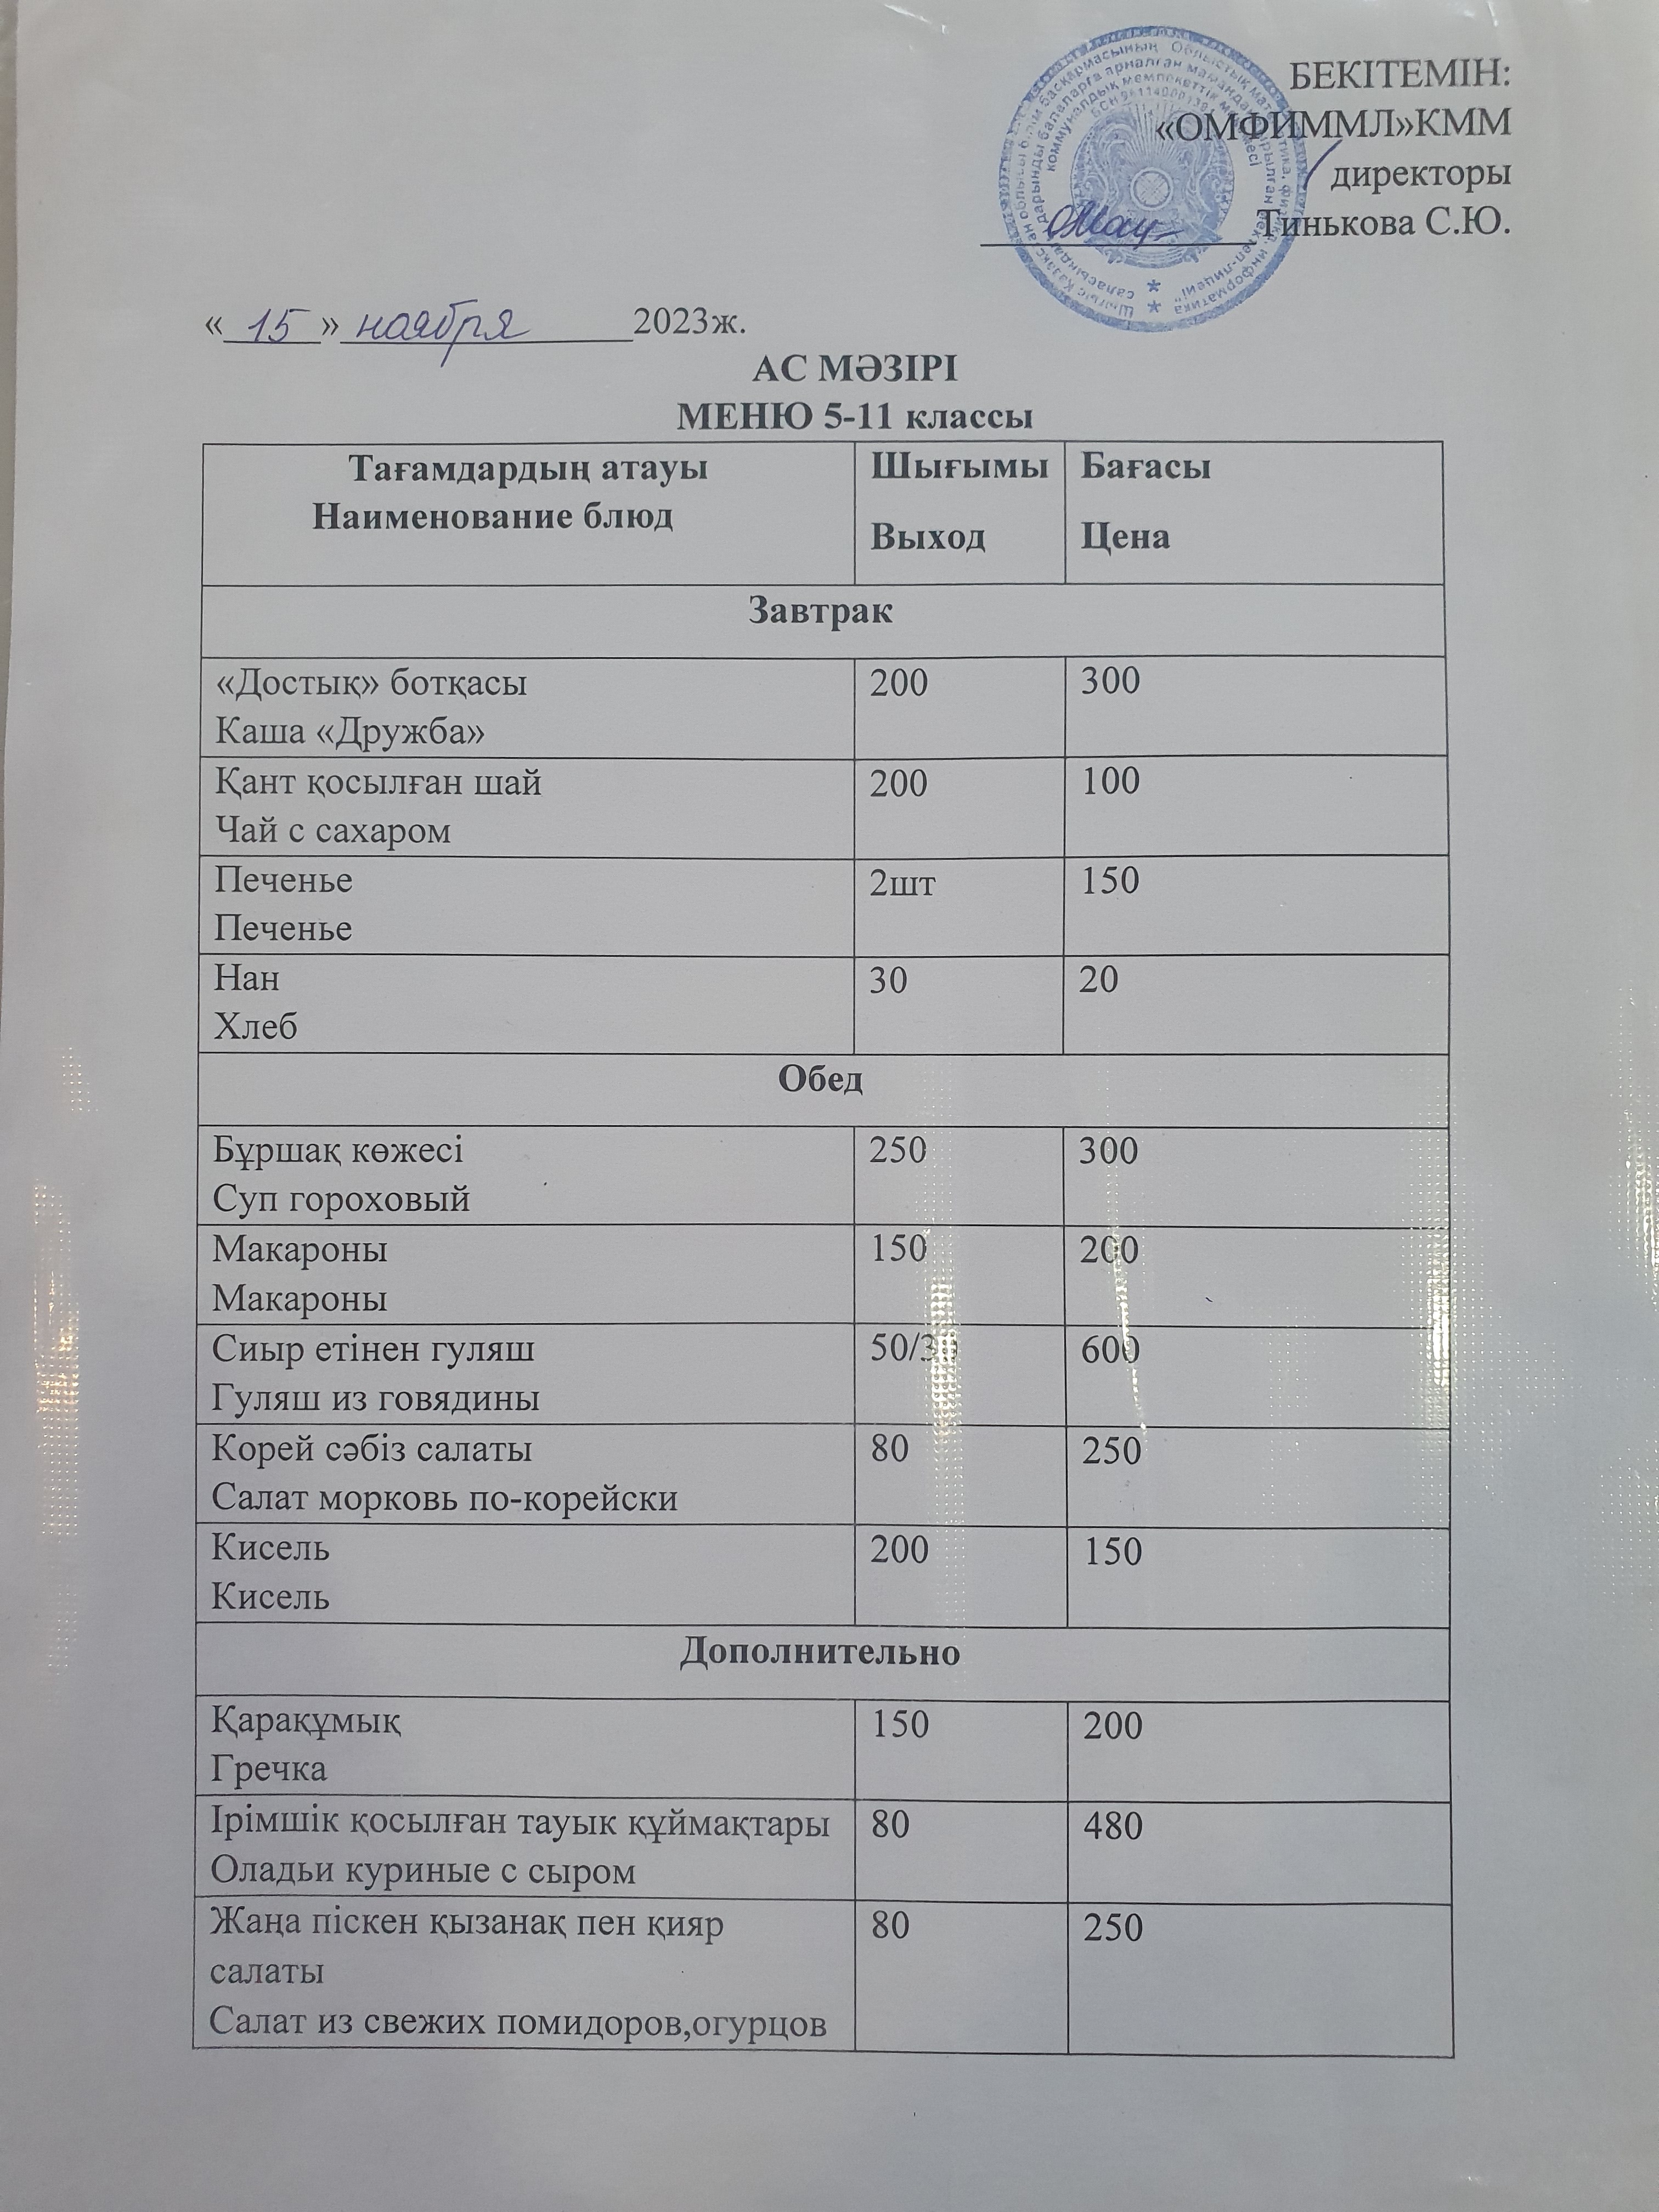 БЕКІТЕМІН:
«ОМФИММЛ»КММ
директоры
Тинькова С.Ю.
« 15 » ноября 2023ж.
АС МӘЗІРІ
МЕНЮ 5-11 классы
Тағамдардың атауы
Наименование блюд
Шығымы
Выход
Бағасы
Цена
Завтрак
«Достық» ботқасы
Каша «Дружба»
200
300
Қант қосылған шай
Чай с сахаром
200
100
Печенье
Печенье
2шт
150
Нан
Хлеб
30
20
Обед
Бұршақ көжесі
Суп гороховый
250
300
Макароны
Макароны
150
200
Сиыр етінен гуляш
Гуляш из говядины
600
Корей сәбіз салаты
Салат морковь по-корейски
80
250
Кисель
Кисель
200
150
Дополнительно
Қарақұмық
Гречка
150
200
Ірімшік қосылған тауык құймақтары
Оладьи куриные с сыром
80
480
Жаңа піскен қызанақ пен қияр
салаты
Салат из свежих помидоров,огурцов
80
250